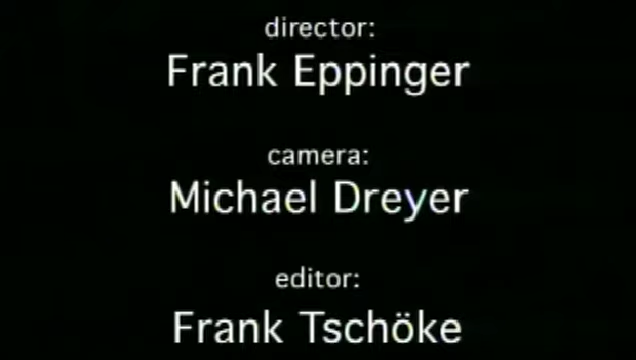 director:
Frank Eppinger
camera:
Michael Dreyer
editor:
Frank Tschöke